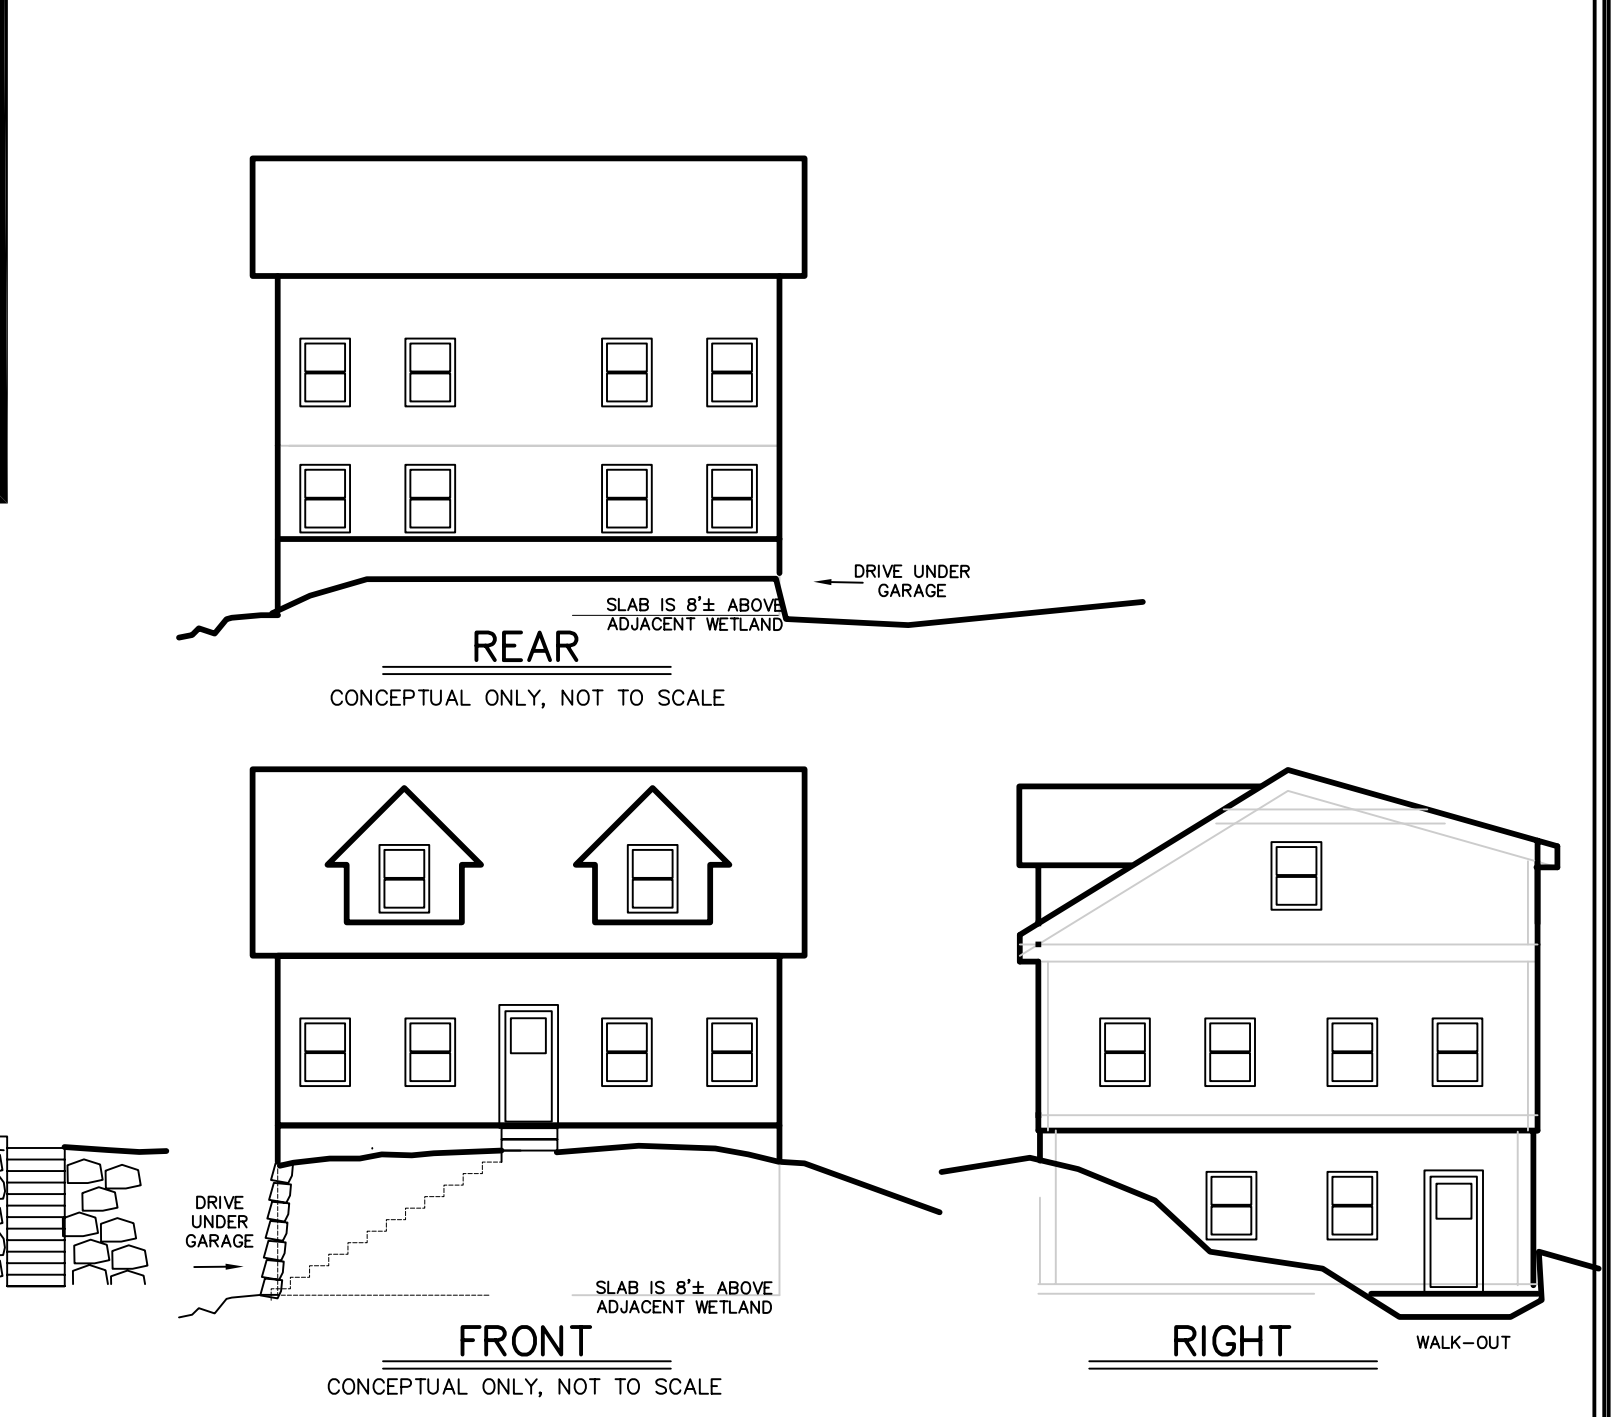 DRIVE UNDER
GARAGE
SLAB IS 8'± ABOVE
ADJACENT WETLAND
REAR
CONCEPTUAL ONLY, NOT TO SCALE
DRIVE
UNDER
GARAGE
SLAB IS 8'± ABOVE
ADJACENT WETLAND
FRONT
CONCEPTUAL ONLY, NOT TO SCALE
RIGHT
WALK-OUT